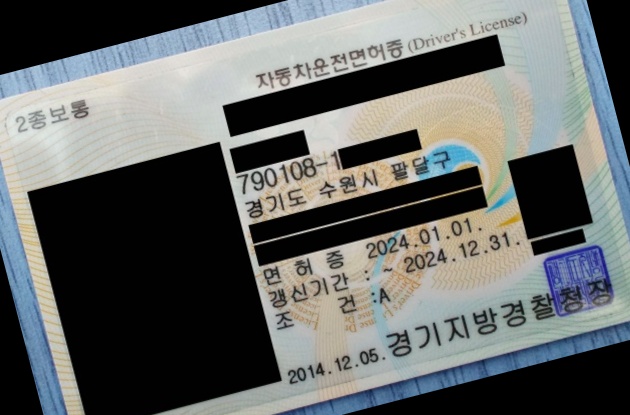 자동차운전면허증 (Driver's License)
2종보통
790108-1
경기도 수원시 팔달구
면 허 증 2024.01.01.
갱신기간 : ~ 2024.12.31.
조 건 :A
2014.12.05. 경기지방경찰청장